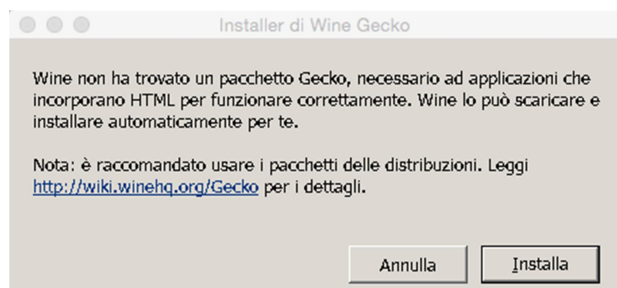 Installer di Wine Gecko
Wine non ha trovato un pacchetto Gecko, necessario ad applicazioni che
incorporano HTML per funzionare correttamente. Wine lo può scaricare e
installare automaticamente per te.
Nota: è raccomandato usare i pacchetti delle distribuzioni. Leggi
http://wiki.winehq.org/Gecko per i dettagli.
Annulla Installa